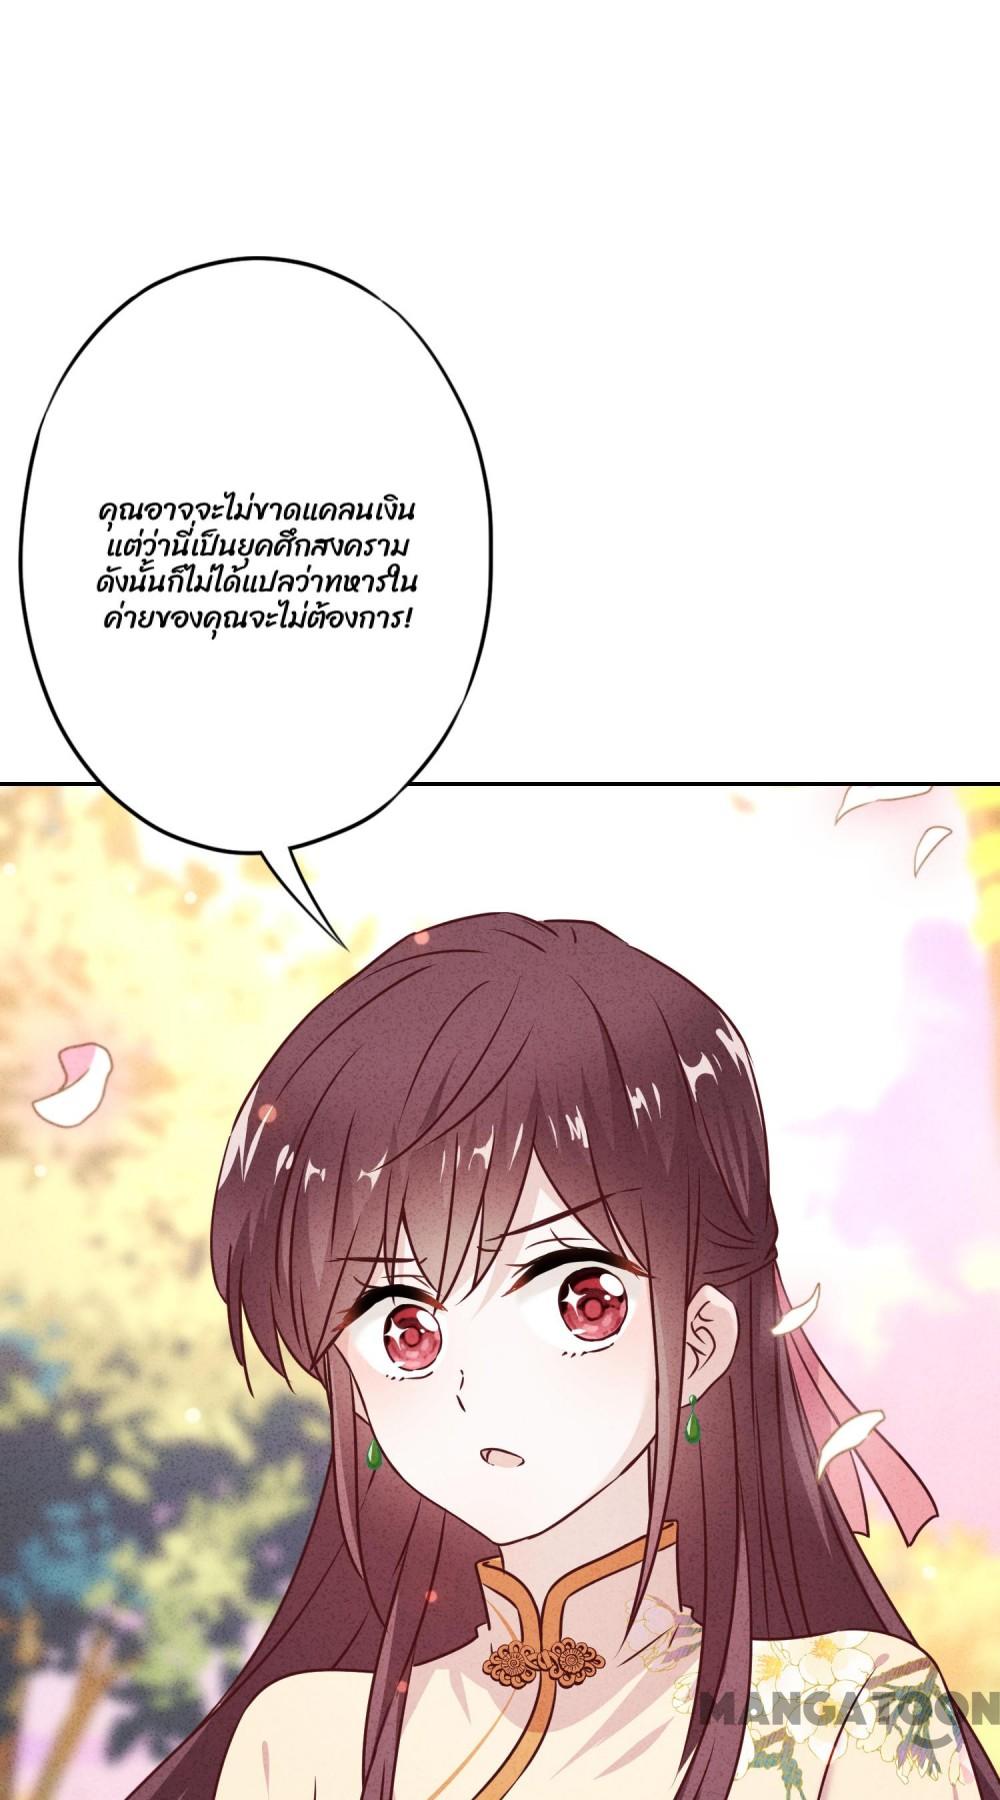 คุณอาจจะไม่ขาดแคลนเงิน
แต่ว่านี่เป็นยุคศึกสงคราม
ดังนั้นก็ไม่ได้แปลว่าทหารใน
ค่ายของคุณจะไม่ต้องการ!
MANGATOON